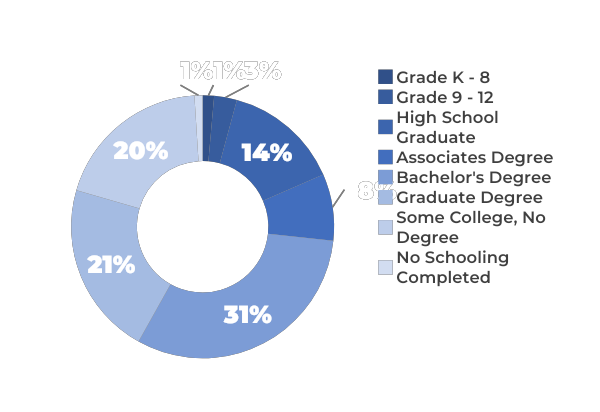 1%1%3%
14%
8%
31%
21%
20%
Grade K - 8
Grade 9 - 12
High School
Graduate
Associates Degree
Bachelor's Degree
Graduate Degree
Some College, No
Degree
No Schooling
Completed